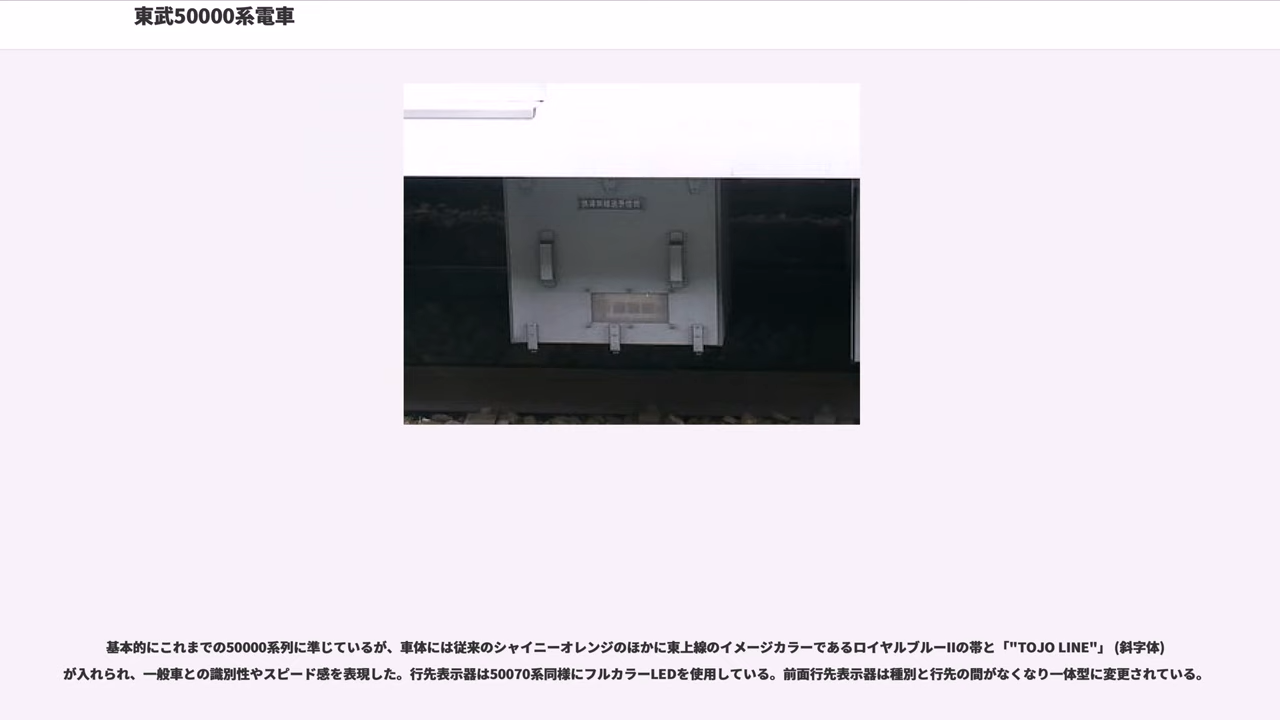 東武50000系電車
基本的にこれまでの50000系列に準じているが、車体には従来のシャイニーオレンジのほかに東上線のイメージカラーであるロイヤルブルーIIの帯と「"TOJO LINE"」 (斜字体)
が入れられ、一般車との識別性やスピード感を表現した。行先表示器は50070系同様にフルカラーLEDを使用している。前面行先表示器は種別と行先の間がなくなり一体型に変更されている。